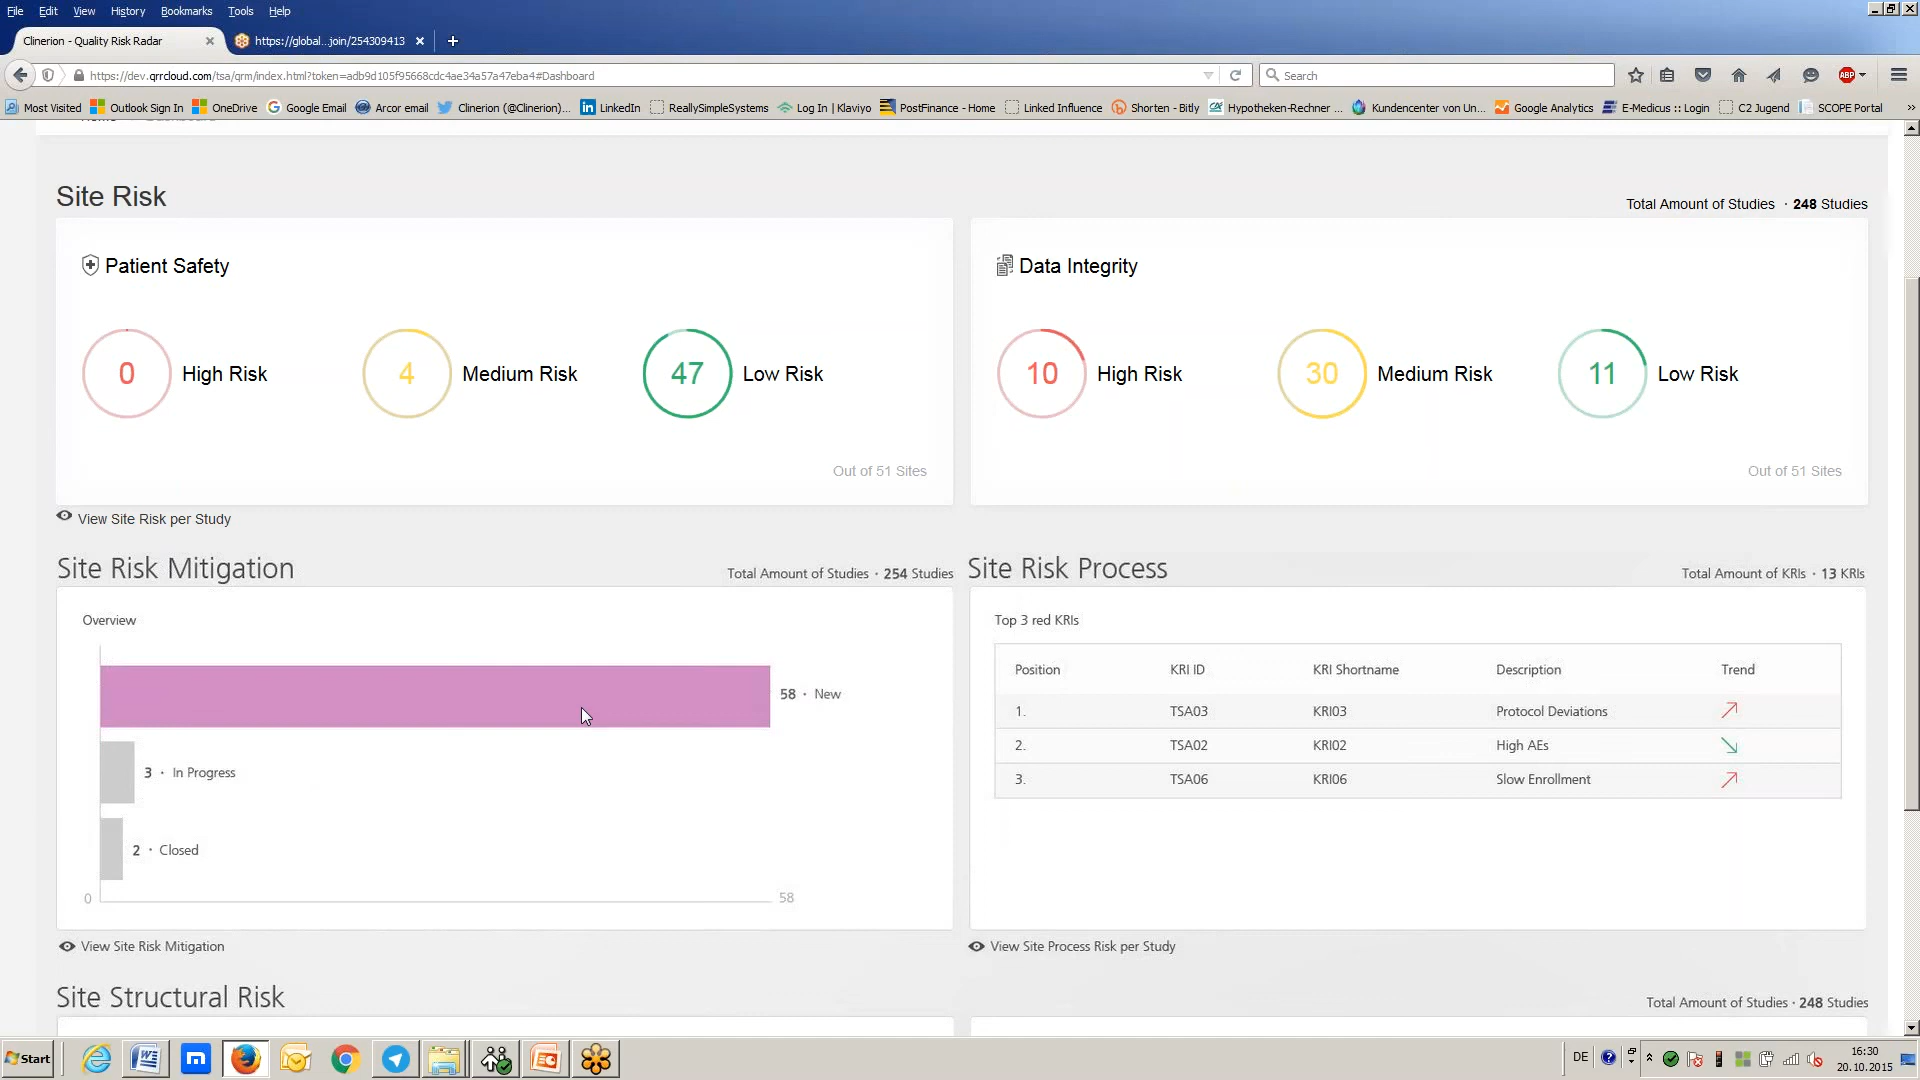 File Edit View History Bookmarks Tools Help
Clinerion - Quality Risk Radar
https://global...join/254309413
https://dev.qrrcloud.com/tsa/qrm/index.html?token=adb9d105f95668cdc4ae34a57a47eba4#Dashboard
Search
ABP
Most Visited Outlook Sign In OneDrive Google Email Arcor email Clinerion (@Clinerion)... LinkedIn ReallySimpleSystems Log In | Klaviyo PostFinance - Home Linked Influence Shorten - Bitly Hypotheken-Rechner ... Kundencenter von Un... Google Analytics E-Medicus :: Login C2 Jugend SCOPE Portal
Site Risk
Total Amount of Studies · 248 Studies
Patient Safety
0 High Risk
4 Medium Risk
47 Low Risk
Out of 51 Sites
Data Integrity
10 High Risk
30 Medium Risk
11 Low Risk
Out of 51 Sites
View Site Risk per Study
Site Risk Mitigation
Total Amount of Studies · 254 Studies
Overview
58 · New
3 · In Progress
2 · Closed
0 58
View Site Risk Mitigation
Site Risk Process
Total Amount of KRIs · 13 KRIs
Top 3 red KRIs
Position KRI ID KRI Shortname Description Trend
1. TSA03 KRI03 Protocol Deviations
2. TSA02 KRI02 High AEs
3. TSA06 KRI06 Slow Enrollment
View Site Process Risk per Study
Site Structural Risk
Total Amount of Studies · 248 Studies
Start
DE
16:30
20.10.2015